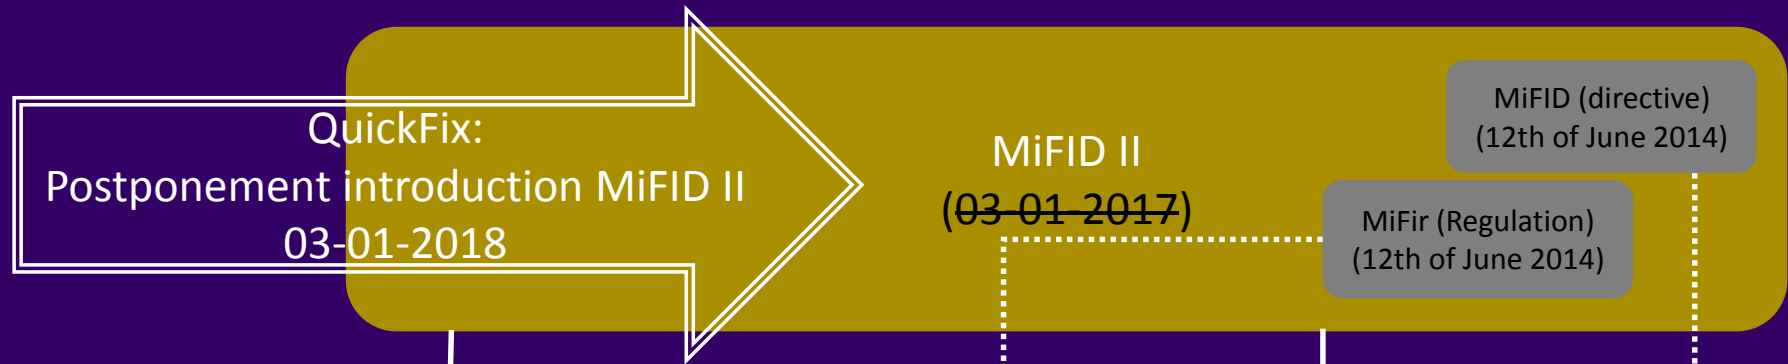 QuickFix:
Postponement introduction MiFID II
03-01-2018
MiFID II
(03-01-2017)
MiFID (directive)
(12th of June 2014)
MiFir (Regulation)
(12th of June 2014)